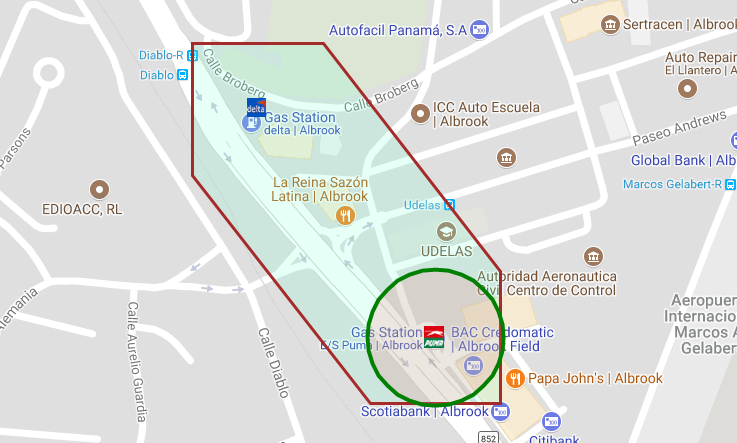 Autofacil Panamá, S.A
Sertracen | Albrook
Diablo-R
Diablo
Calle Broberg
Calle Broberg
Auto Repair
El Llantero | Albrook
delta
Gas Station
delta | Albrook
ICC Auto Escuela
| Albrook
Paseo Andrews
Global Bank | Alb
Parsons
La Reina Sazón
Latina | Albrook
Marcos Gelabert-R
EDIOACC, RL
Udelas
UDELAS
Autoridad Aeronautica
Civil Centro de Control
Alemania
Calle Aurelio Guardia
Calle Diablo
Aeropuer
Internacio
Marcos A
Gelaber
Gas Station
E/S Puma | Albrook
PUMA
BAC Credomatic
| Albrook Field
Papa John's | Albrook
Scotiabank | Albrook
852
Citibank